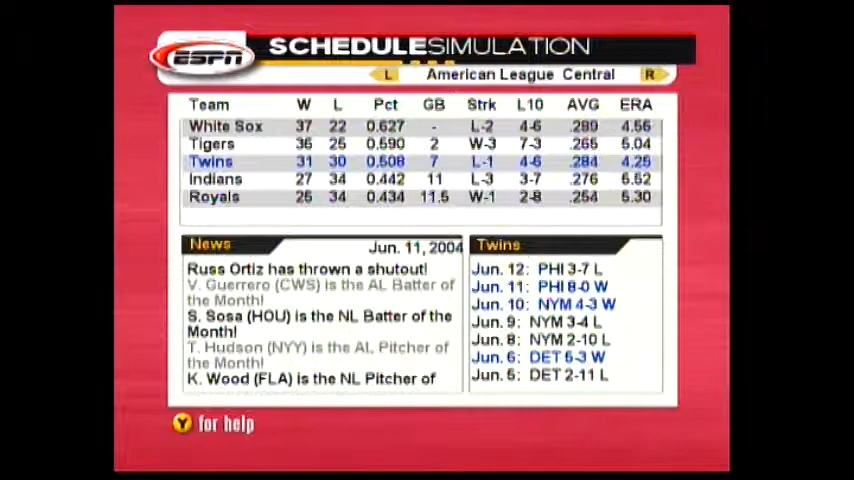 ESPN SCHEDULESIMULATION
L American League Central R
Team W L Pct GB Strk L10 AVG ERA
White Sox 37 22 0.627 - L-2 4-6 .289 4.56
Tigers 36 25 0.590 2 W-3 7-3 .265 5.04
Twins 31 30 0.508 7 L-1 4-6 .284 4.25
Indians 27 34 0.442 11 L-3 3-7 .276 5.52
Royals 26 34 0.434 11.5 W-1 2-8 .254 5.30
News Jun. 11, 2004
Russ Ortiz has thrown a shutout!
V. Guerrero (CWS) is the AL Batter of
the Month!
S. Sosa (HOU) is the NL Batter of the
Month!
T. Hudson (NYY) is the AL Pitcher of
the Month!
K. Wood (FLA) is the NL Pitcher of
Twins
Jun. 12: PHI 3-7 L
Jun. 11: PHI 8-0 W
Jun. 10: NYM 4-3 W
Jun. 9: NYM 3-4 L
Jun. 8: NYM 2-10 L
Jun. 6: DET 5-3 W
Jun. 5: DET 2-11 L
Y for help